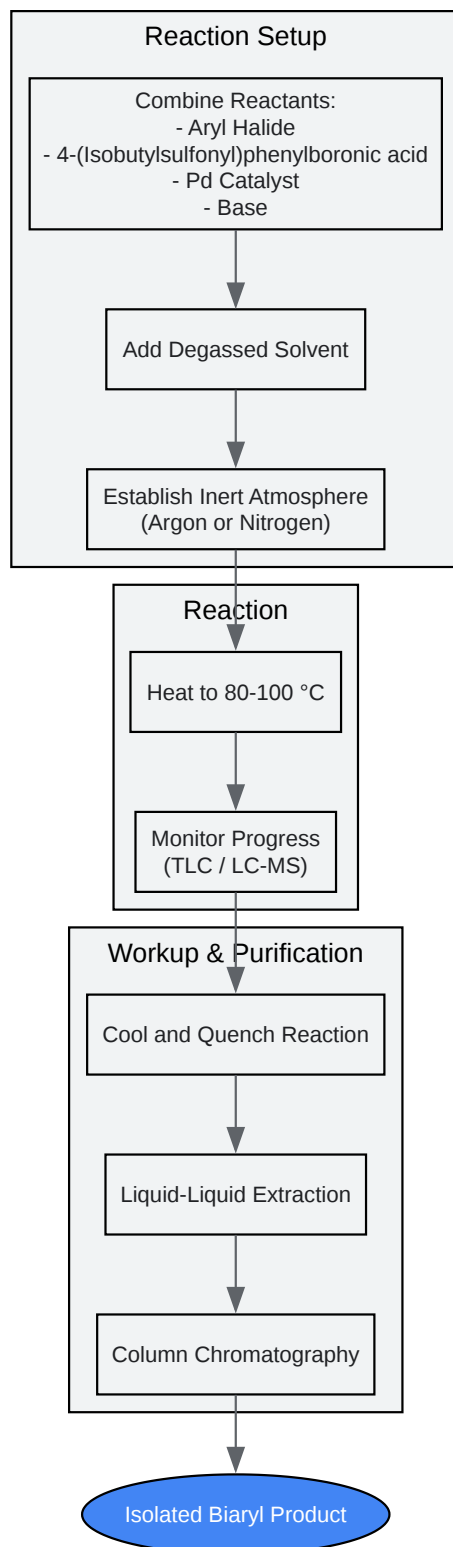 Reaction Setup
Combine Reactants:
- Aryl Halide
- 4-(Isobutylsulfonyl)phenylboronic acid
- Pd Catalyst
- Base
Add Degassed Solvent
Establish Inert Atmosphere
(Argon or Nitrogen)
Reaction
Heat to 80-100 °C
Monitor Progress
(TLC / LC-MS)
Workup & Purification
Cool and Quench Reaction
Liquid-Liquid Extraction
Column Chromatography
Isolated Biaryl Product